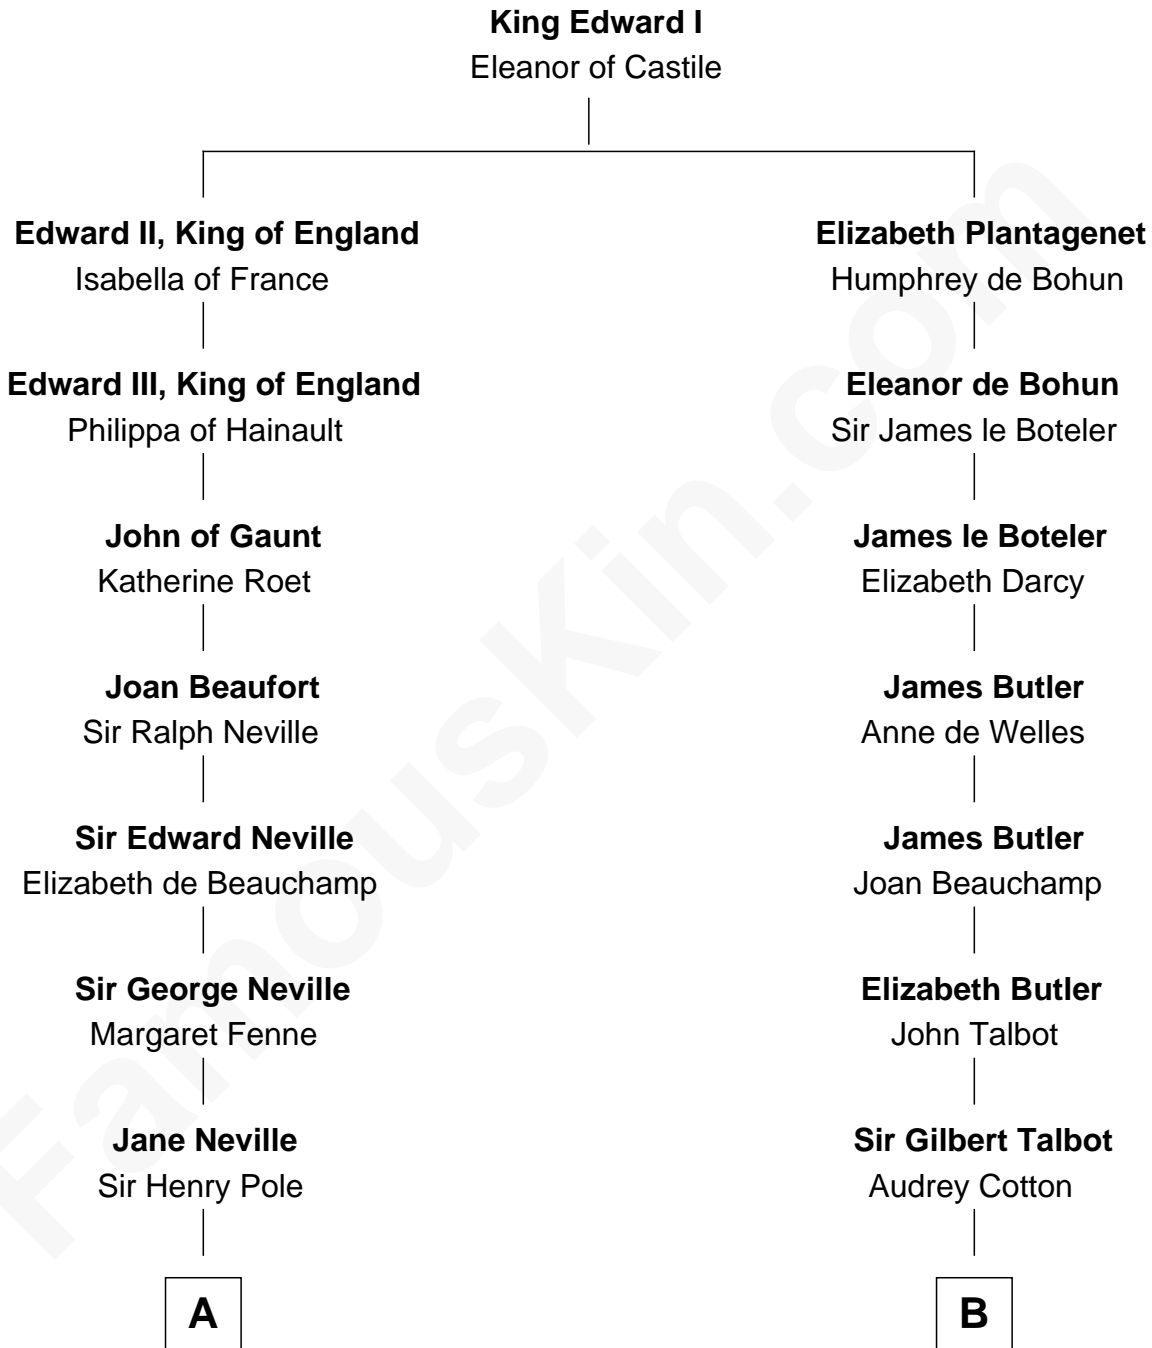 King Edward I
Eleanor of Castile
Edward II, King of England
Isabella of France
Elizabeth Plantagenet
Humphrey de Bohun
Edward III, King of England
Philippa of Hainault
Eleanor de Bohun
Sir James le Boteler
John of Gaunt
Katherine Roet
James le Boteler
Elizabeth Darcy
Joan Beaufort
Sir Ralph Neville
James Butler
Anne de Welles
Sir Edward Neville
Elizabeth de Beauchamp
James Butler
Joan Beauchamp
Sir George Neville
Margaret Fenne
Elizabeth Butler
John Talbot
Jane Neville
Sir Henry Pole
Sir Gilbert Talbot
Audrey Cotton
A
B
FamousKin.com